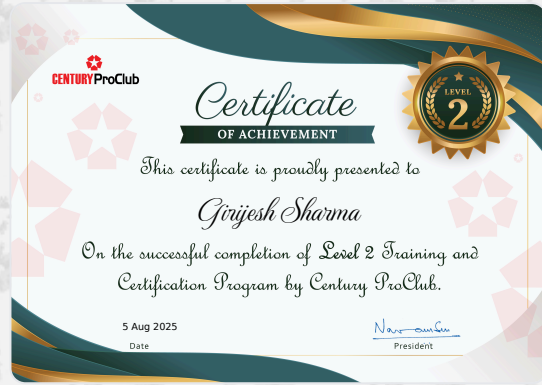 CENTURY ProClub
LEVEL
2
Certificate
OF ACHIEVEMENT
This certificate is proudly presented to
Girijesh Sharma
On the successful completion of Level 2 Training and
Certification Program by Century ProClub.
5 Aug 2025
Date
President